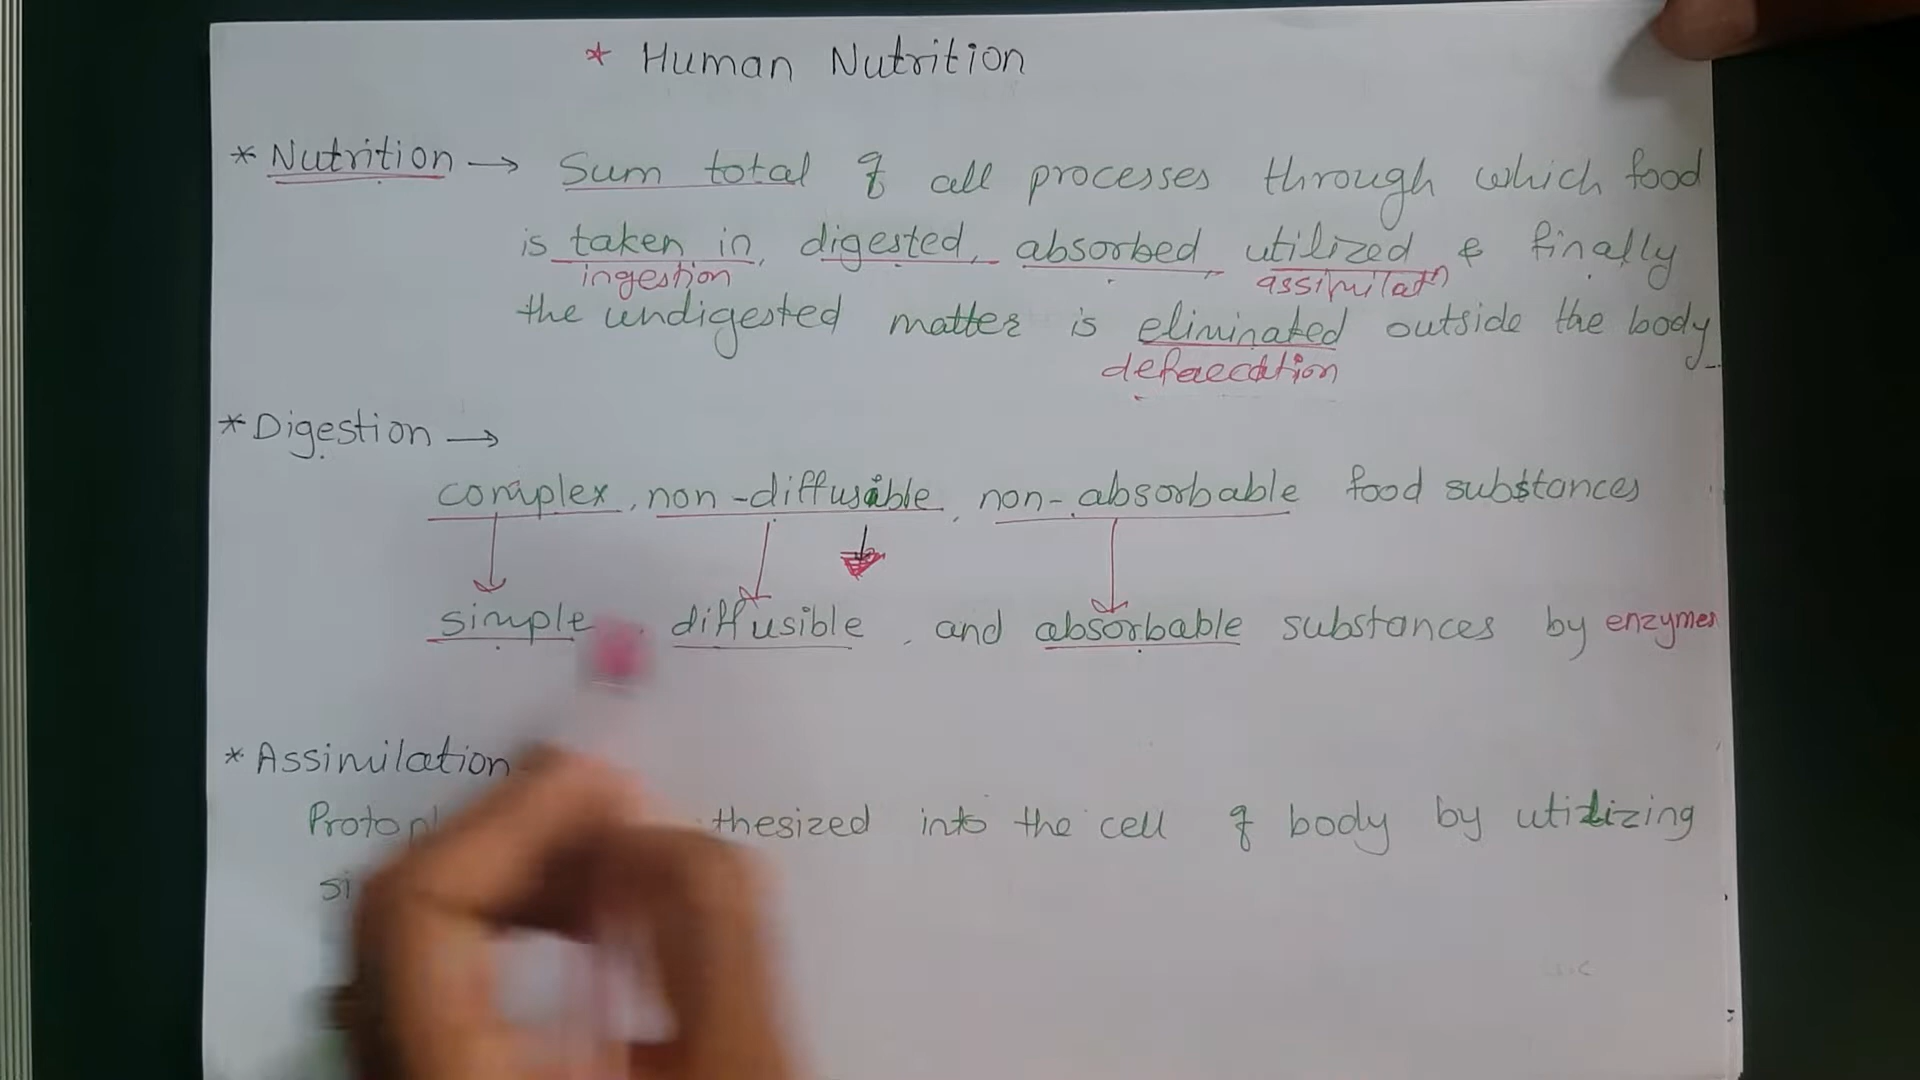 * Human Nutrition
* Nutrition → Sum total of all processes through which food
is taken in, digested, absorbed utilized & finally
ingestion assimilatn
the undigested matter is eliminated outside the body
defaecation
* Digestion →
complex, non-diffusible, non-absorbable food substances
simple, diffusible, and absorbable substances by enzymes
* Assimilation
thesized into the cell of body by utilizing